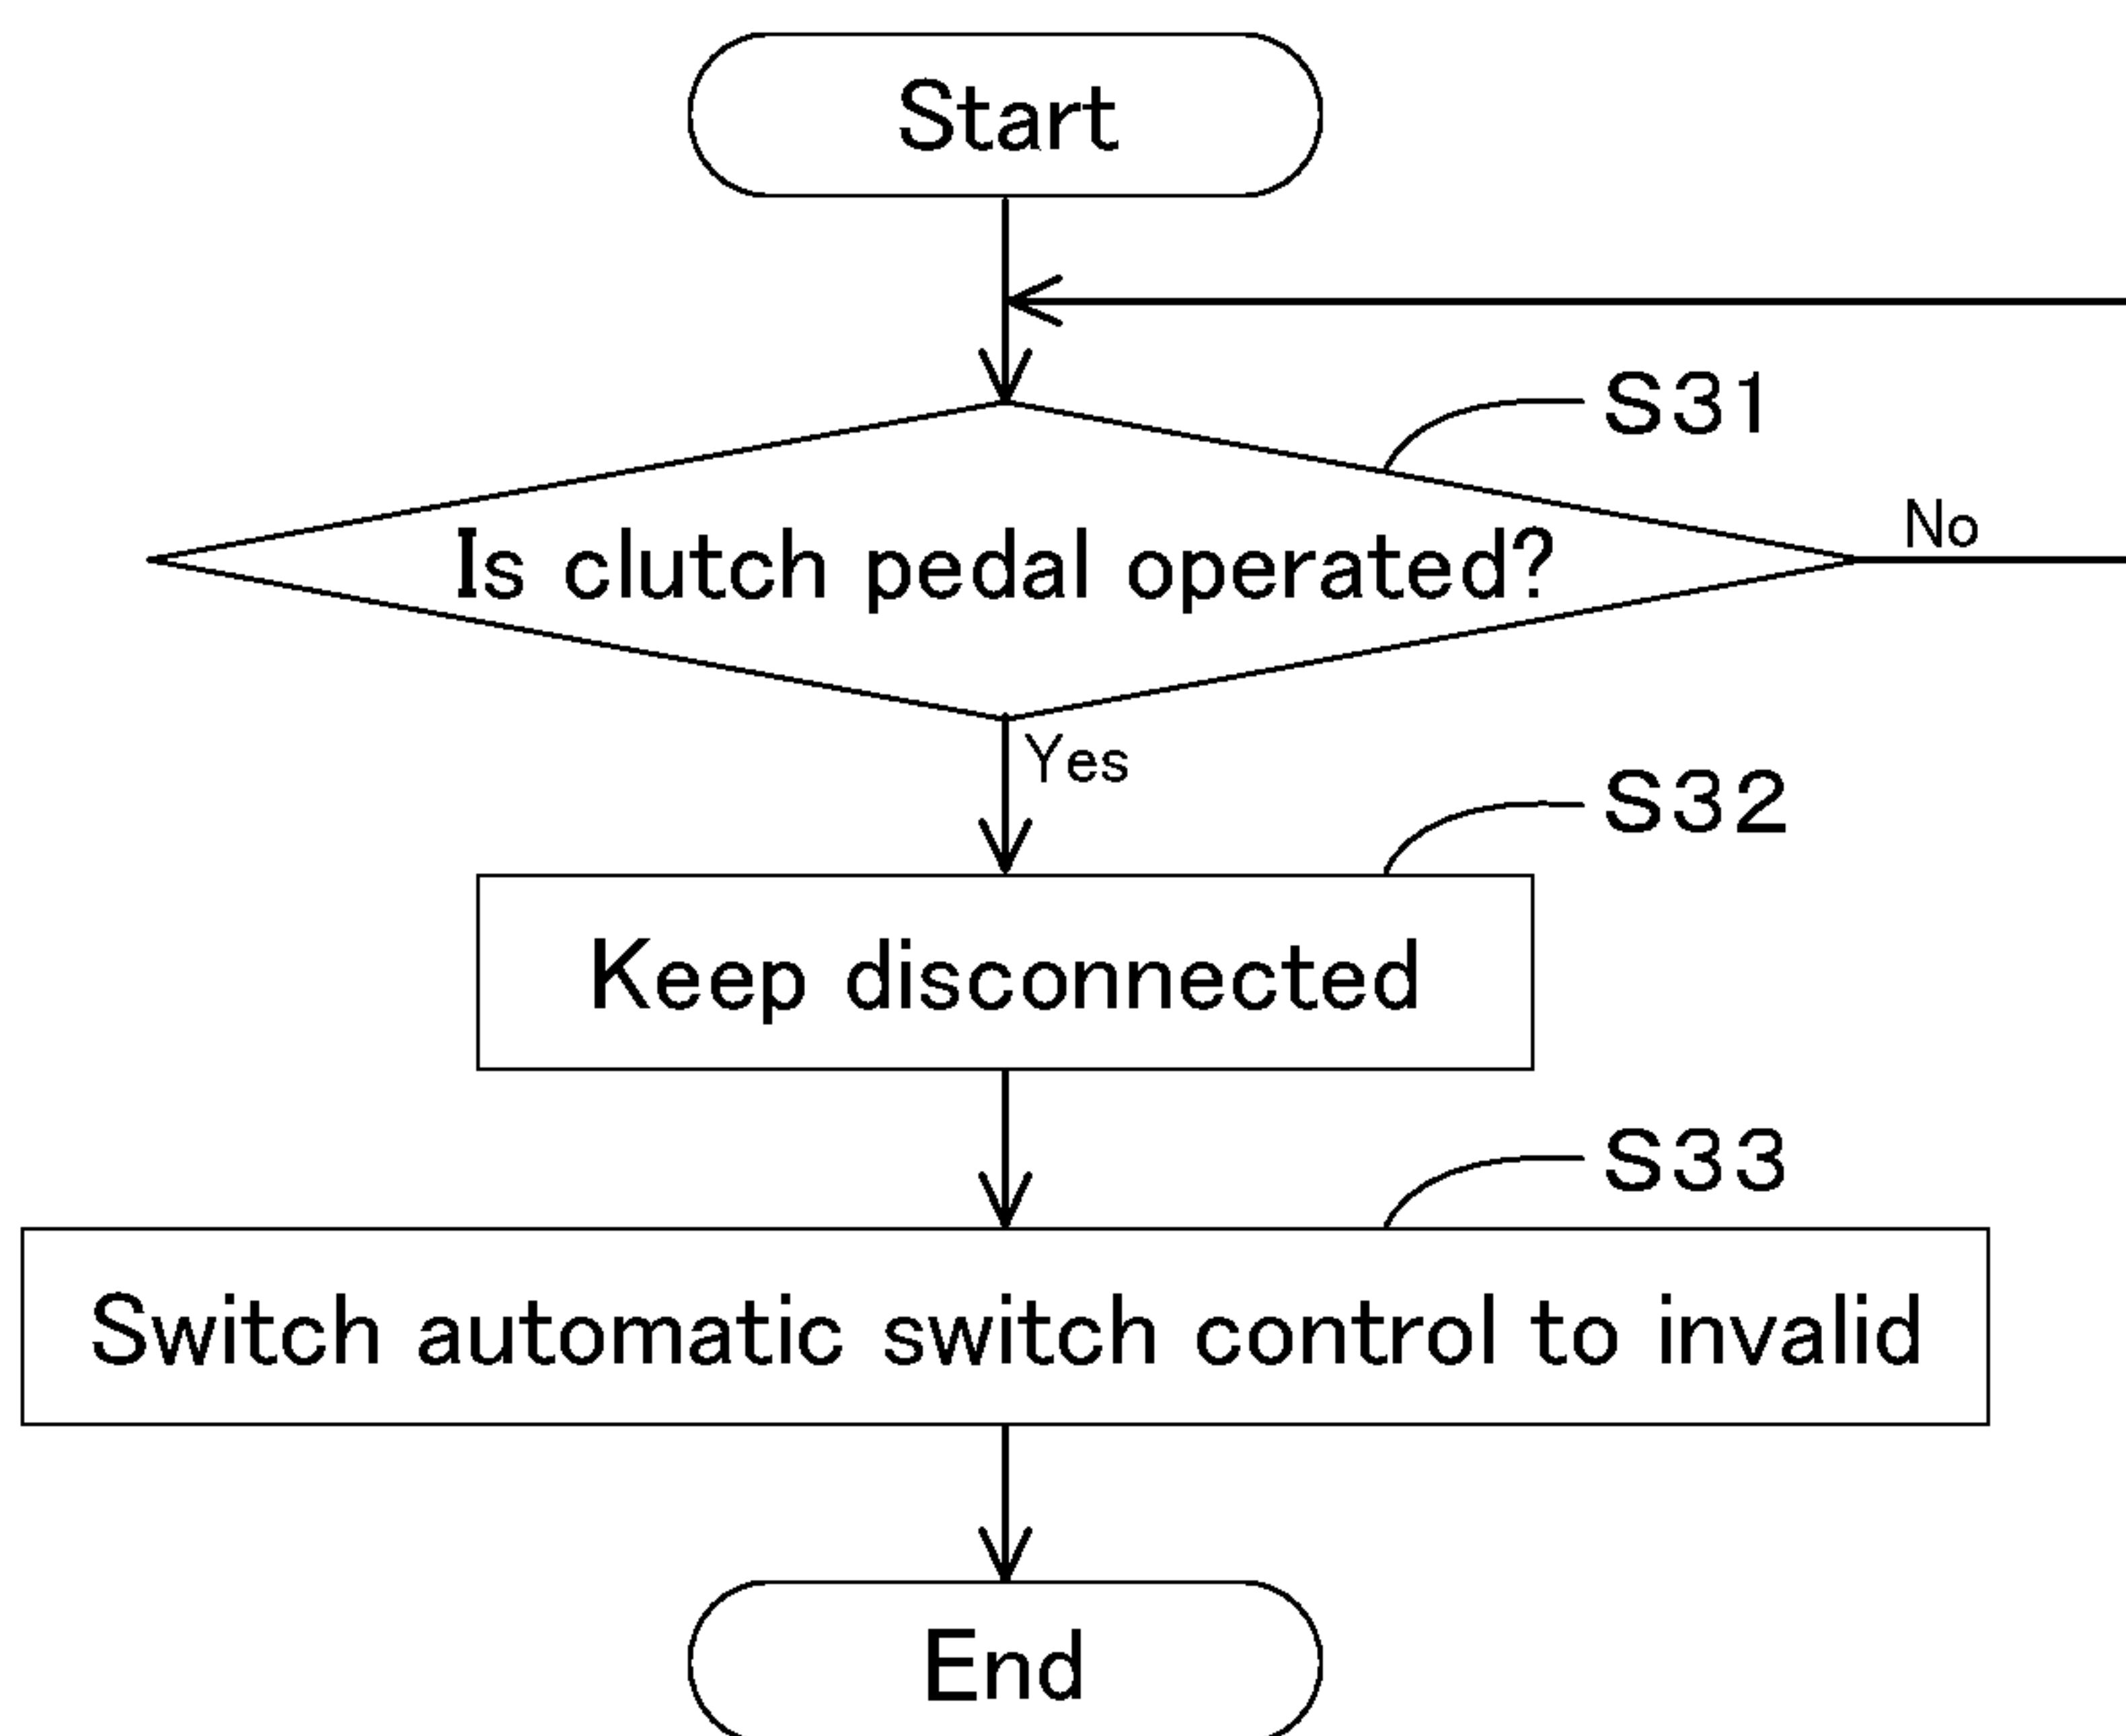 Start
S31
Is clutch pedal operated?
No
Yes
S32
Keep disconnected
S33
Switch automatic switch control to invalid
End